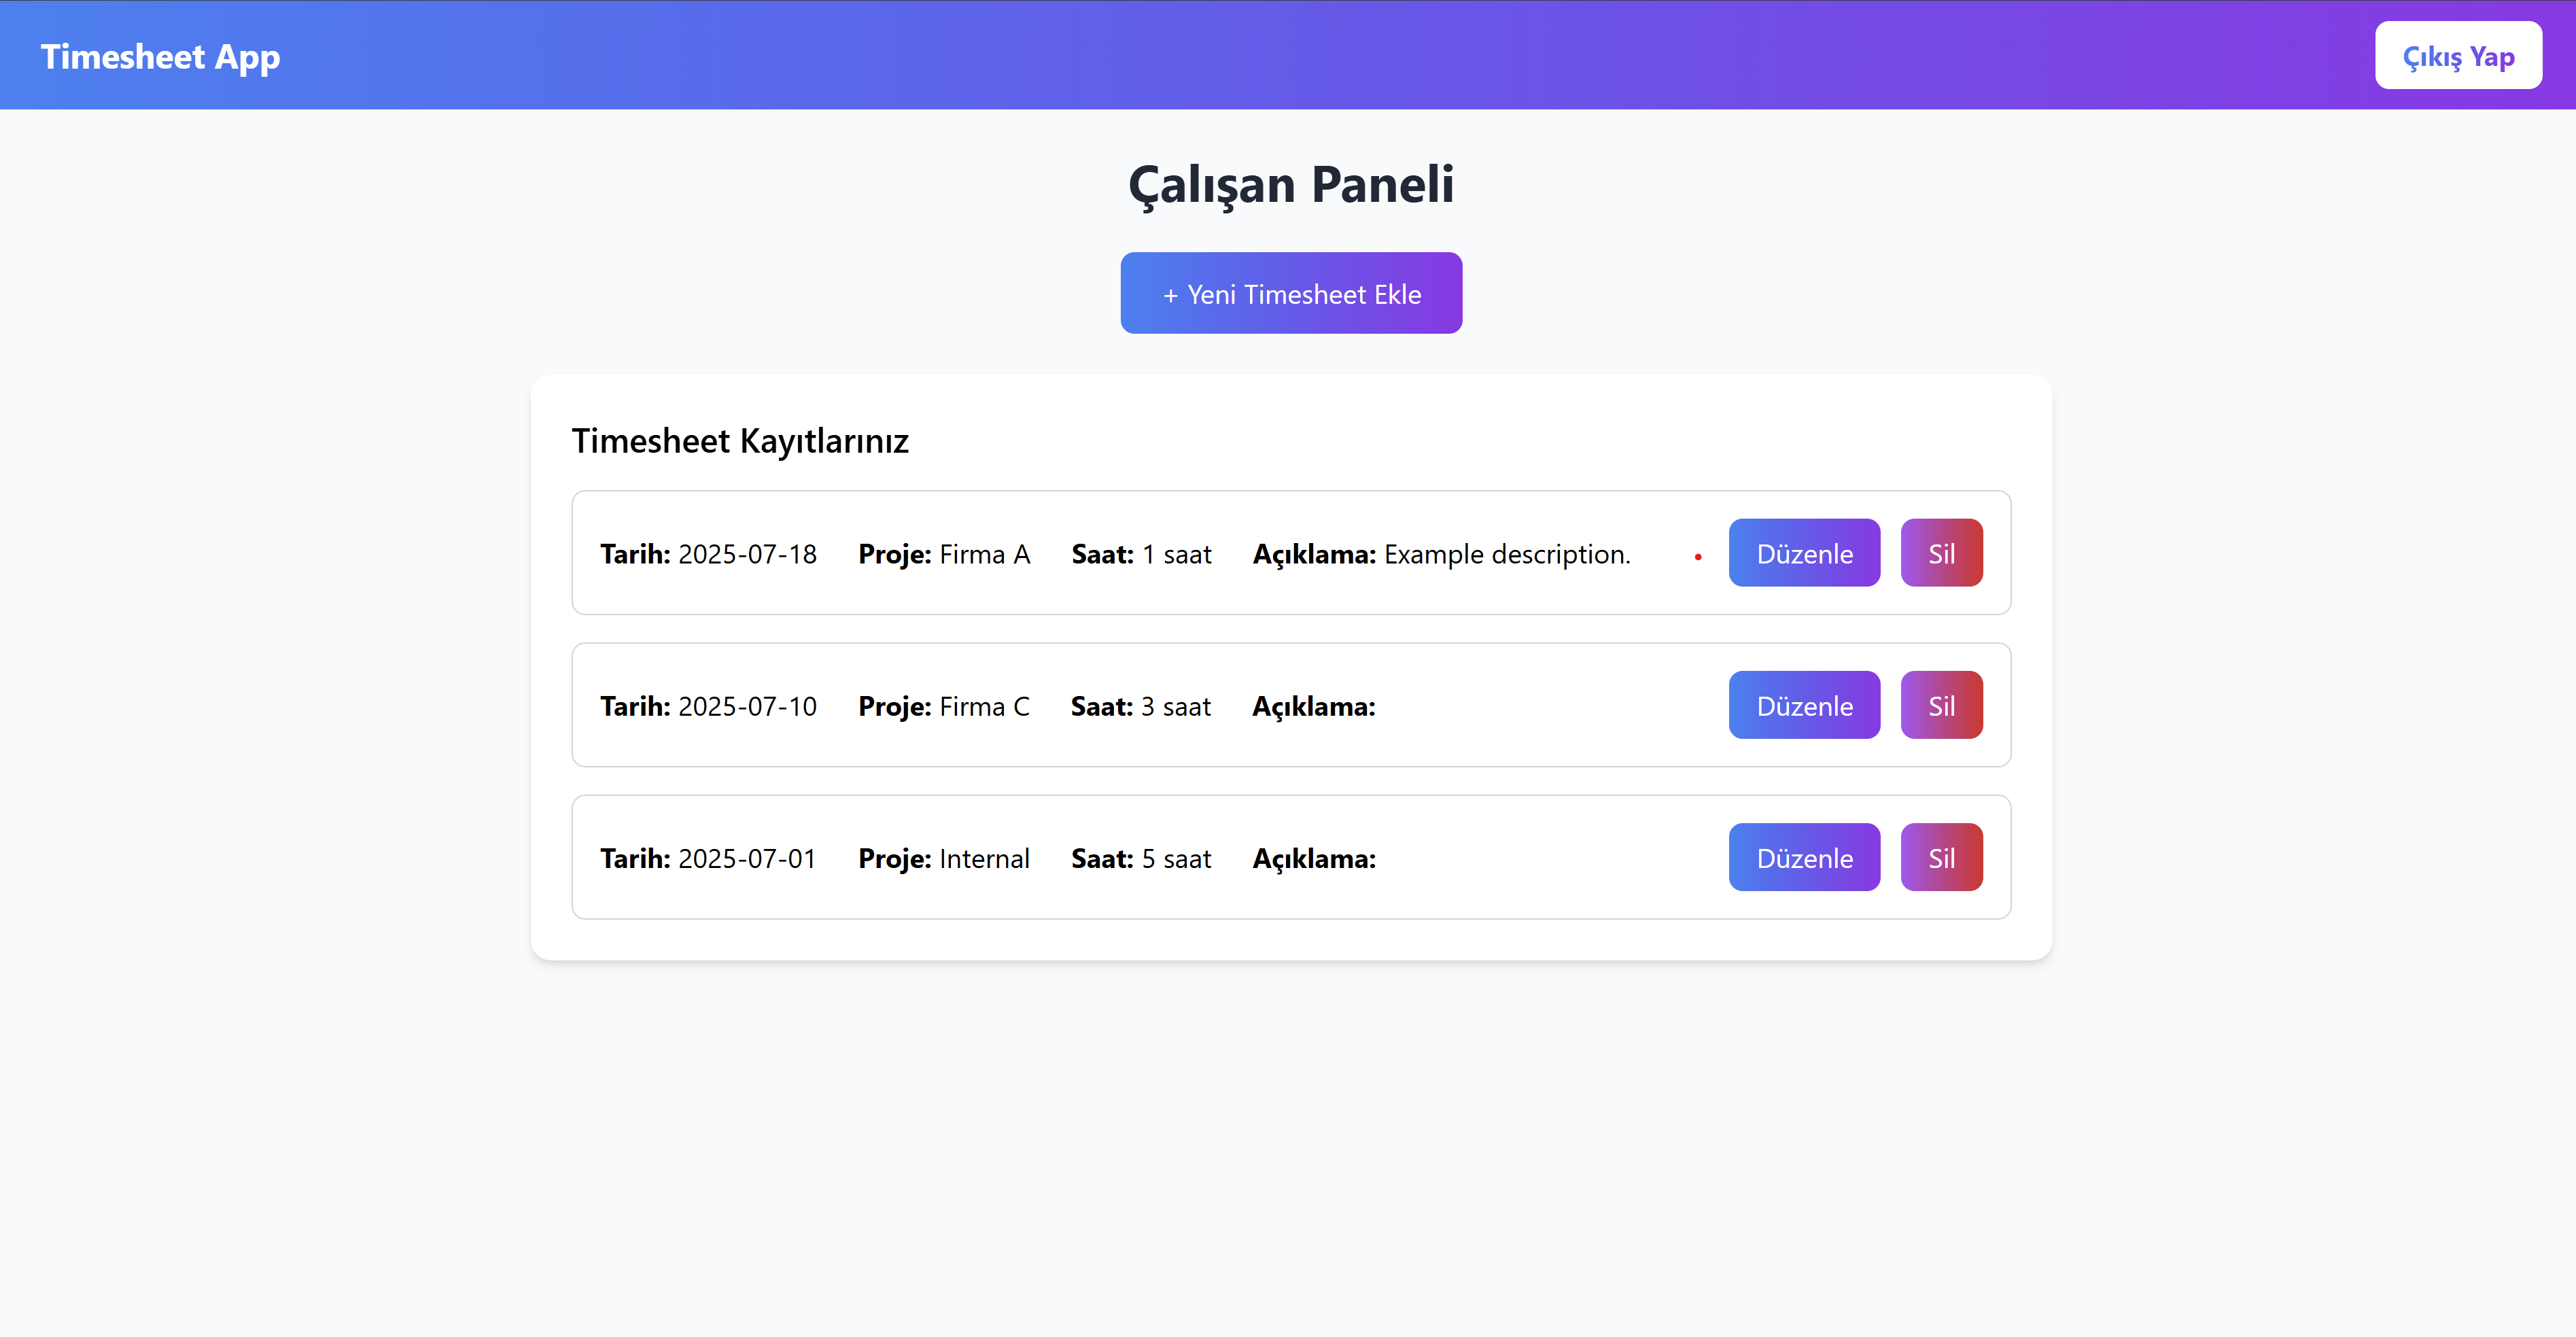 Timesheet App
Çıkış Yap
Çalışan Paneli
+ Yeni Timesheet Ekle
Timesheet Kayıtlarınız
Tarih: 2025-07-18 Proje: Firma A Saat: 1 saat Açıklama: Example description. Düzenle Sil
Tarih: 2025-07-10 Proje: Firma C Saat: 3 saat Açıklama: Düzenle Sil
Tarih: 2025-07-01 Proje: Internal Saat: 5 saat Açıklama: Düzenle Sil